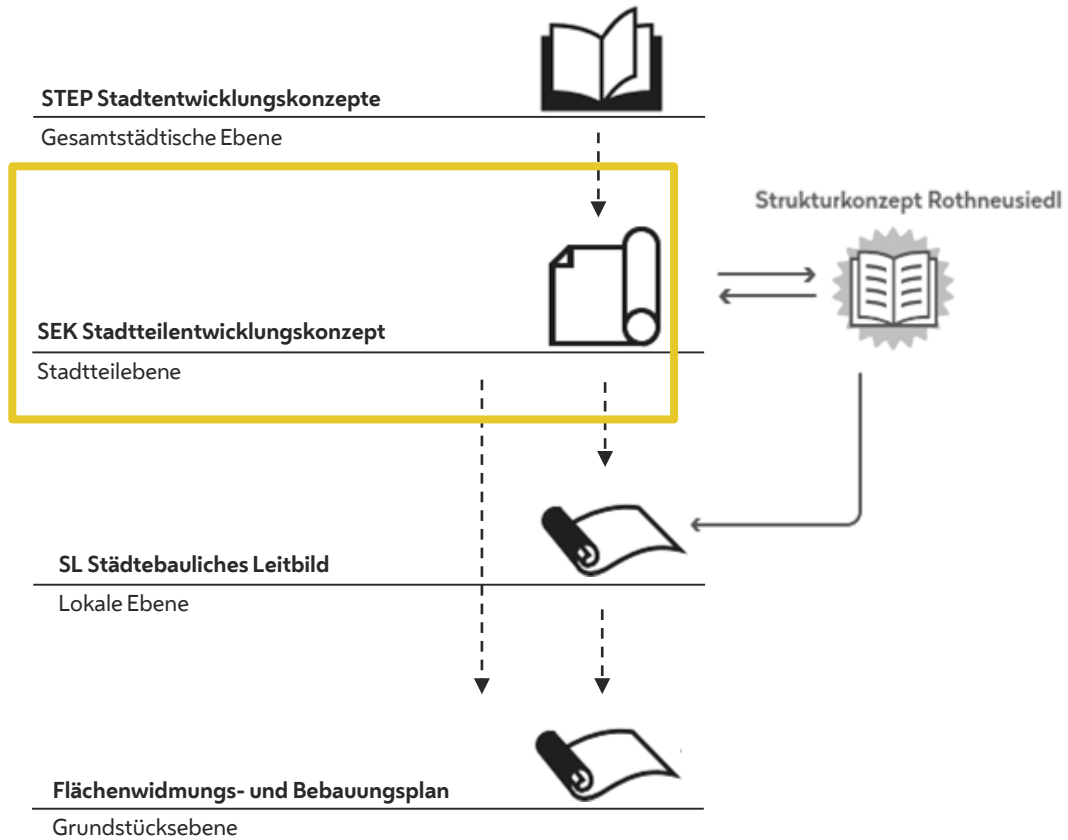 STEP Stadtentwicklungskonzepte
Gesamtstädtische Ebene
Strukturkonzept Rothneusiedl
SEK Stadtteilentwicklungskonzept
Stadtteilebene
SL Städtebauliches Leitbild
Lokale Ebene
Flächenwidmungs- und Bebauungsplan
Grundstücksebene